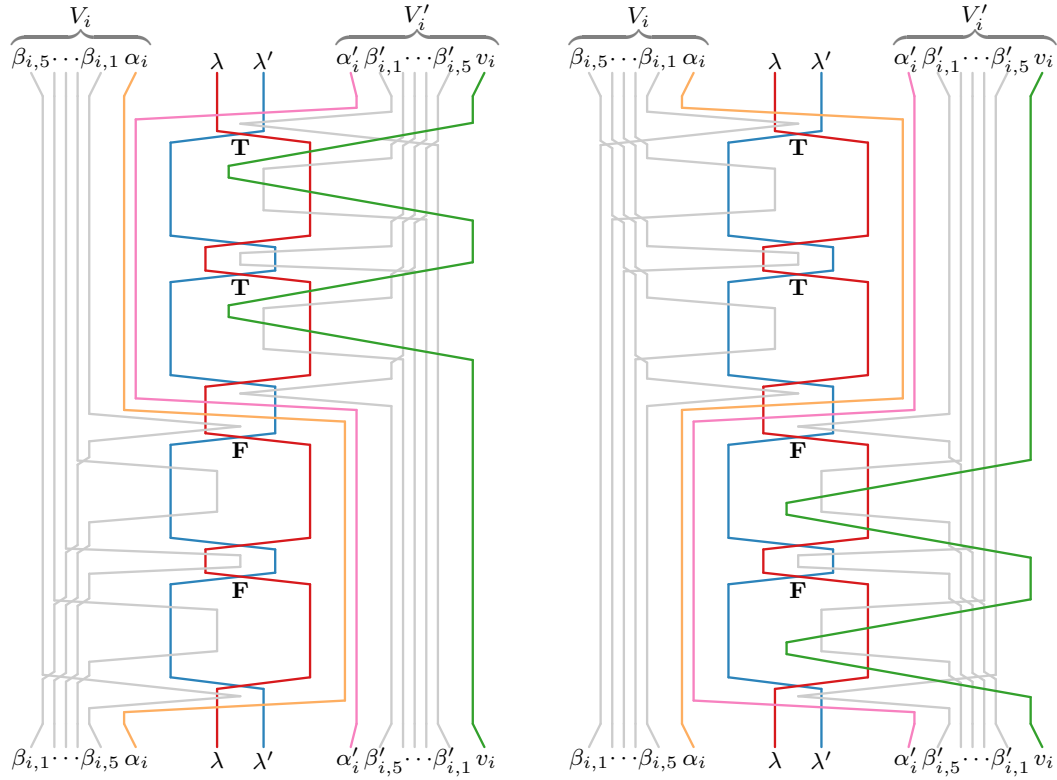 V_i V′_i V_i V′_i
β_{i,5} ··· β_{i,1} α_i λ λ′ α′_i β′_{i,1} ··· β′_{i,5} v_i β_{i,5} ··· β_{i,1} α_i λ λ′ α′_i β′_{i,1} ··· β′_{i,5} v_i
T T
T T
F F
F F
β_{i,1} ··· β_{i,5} α_i λ λ′ α′_i β′_{i,5} ··· β′_{i,1} v_i β_{i,1} ··· β_{i,5} α_i λ λ′ α′_i β′_{i,5} ··· β′_{i,1} v_i